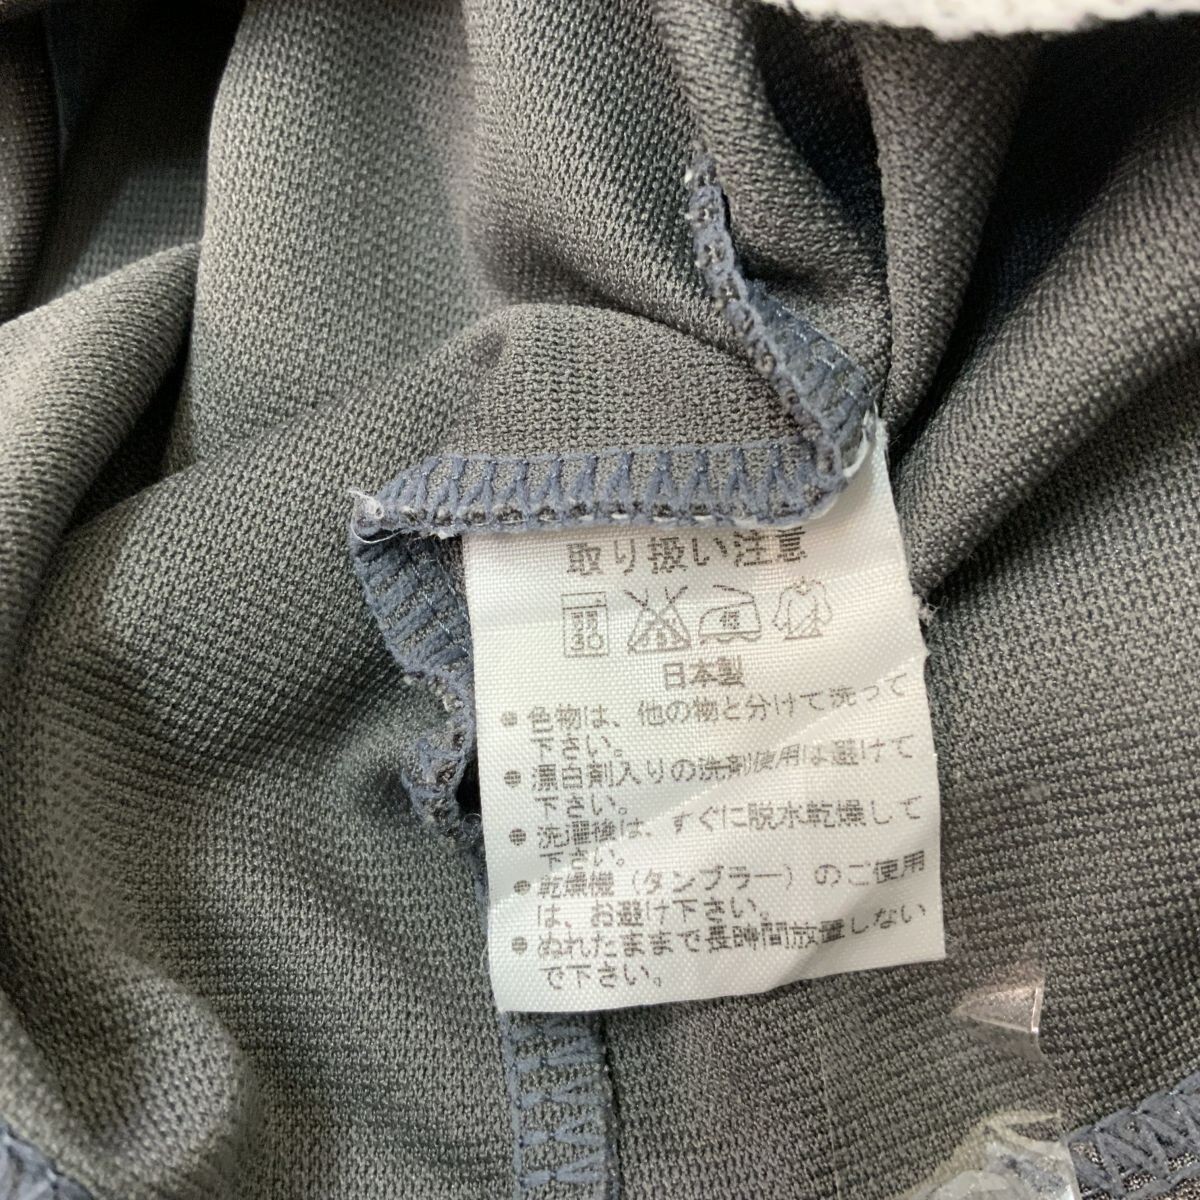 取り扱い注意
30
低
日本製
● 色物は、他の物と分けて洗って
下さい。
● 漂白剤入りの洗剤使用は避けて
下さい。
● 洗濯後は、すぐに脱水乾燥して
下さい。
● 乾燥機（タンブラー）のご使用
は、お避け下さい。
● ぬれたままで長時間放置しない
で下さい。